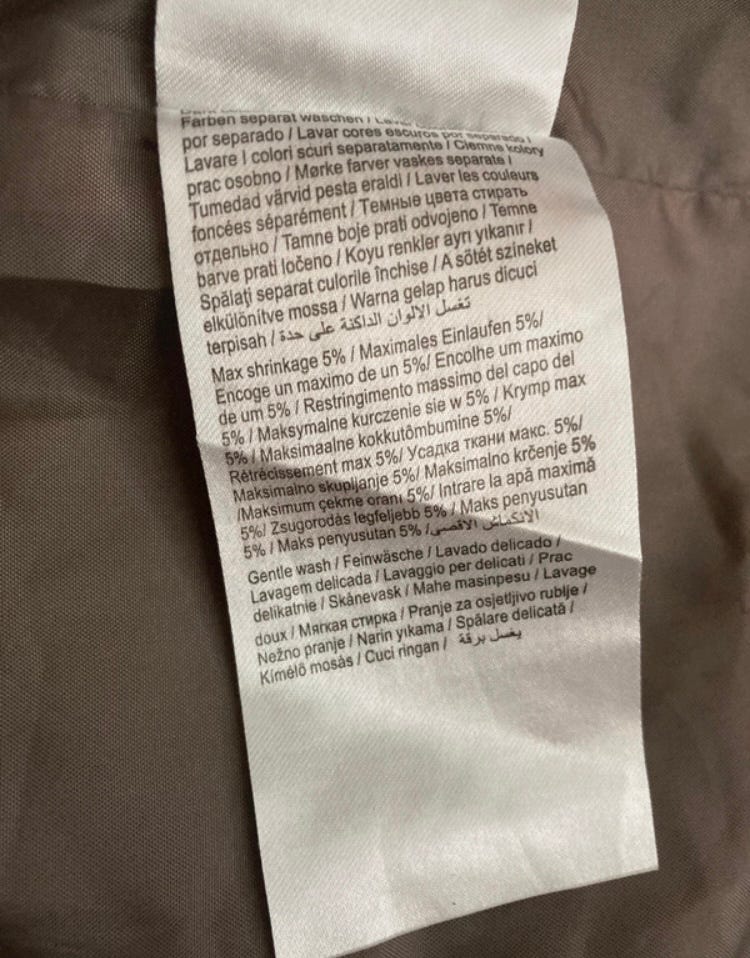 Farben separat waschen /
por separado / Lavar cores escuros por separado /
Lavare I colori scuri separatamente / Ciemne kolory
prac osobno / Mørke farver vaskes separate /
Tumedad värvid pesta eraldi / Laver les couleurs
foncées séparément / Темные цвета стирать
отдельно / Tamne boje prati odvojeno / Temne
barve prati ločeno / Koyu renkler ayrı yıkanır /
Spălaţi separat culorile închise / A sötét színeket
elkülönítve mossa / Warna gelap harus dicuci
terpisah / تغسل الالوان الداكنة على حدة /
Max shrinkage 5% / Maximales Einlaufen 5%/
Encoge un maximo de un 5%/ Encolhe um maximo
de um 5% / Restringimento massimo del capo del
5% / Maksymalne kurczenie sie w 5% / Krymp max
5% / Maksimaalne kokkutõmbumine 5%/
Rétrécissement max 5%/ Усадка ткани макс. 5%/
Maksimalno skupljanje 5%/ Maksimalno krčenje 5%
/Maksimum çekme oranı 5%/ Intrare la apă maximă
5%/ Zsugorodás legfeljebb 5% / Maks penyusutan
5% / Maks penyusutan 5% /الانكماش الاقصى
Gentle wash / Feinwäsche / Lavado delicado /
Lavagem delicada / Lavaggio per delicati / Prac
delikatnie / Skånevask / Mahe masinpesu / Lavage
doux / Мягкая стирка / Pranje za osjetljivo rublje /
Nežno pranje / Narin yıkama / Spălare delicată /
Kímélő mosás / Cuci ringan / يغسل برقة